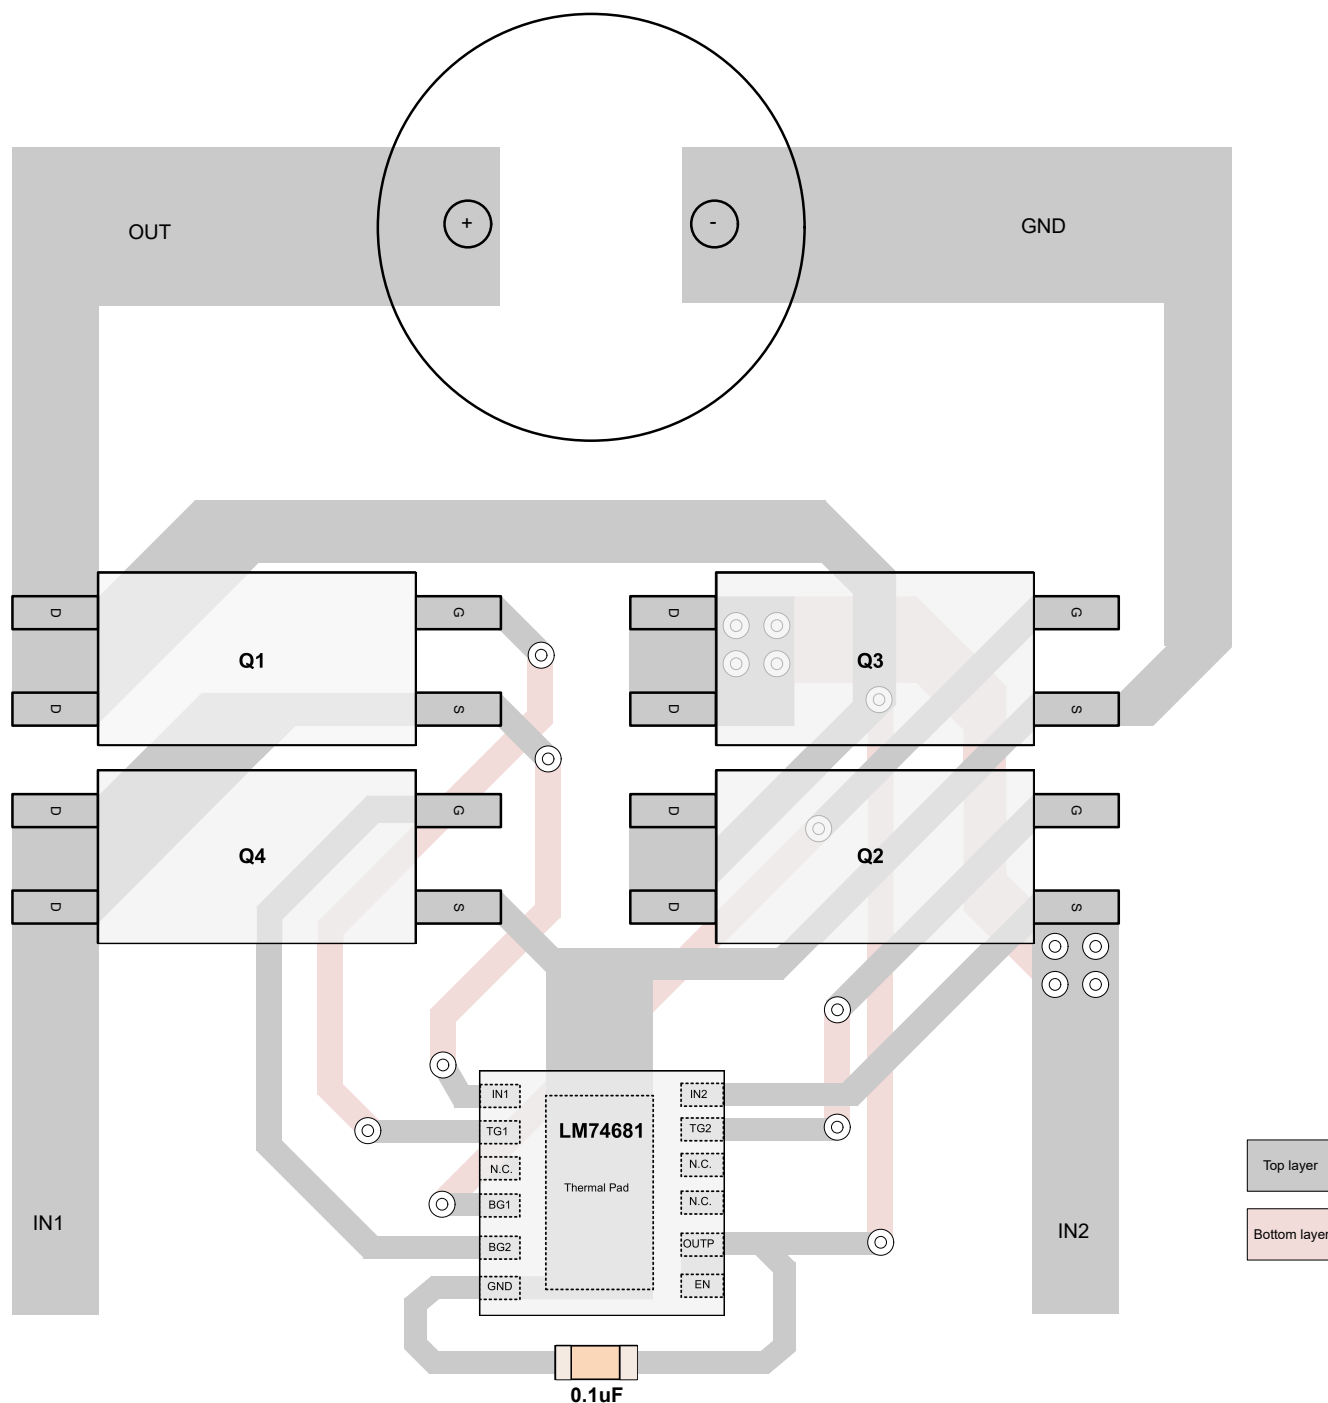 OUT
+
-
GND
D
G
D
G
Q1
Q3
D
S
D
S
D
G
D
G
Q4
Q2
D
S
D
S
IN1
IN2
TG1
LM74681
TG2
N.C.
N.C.
Thermal Pad
BG1
N.C.
BG2
OUTP
GND
EN
IN1
IN2
Top layer
Bottom layer
0.1uF